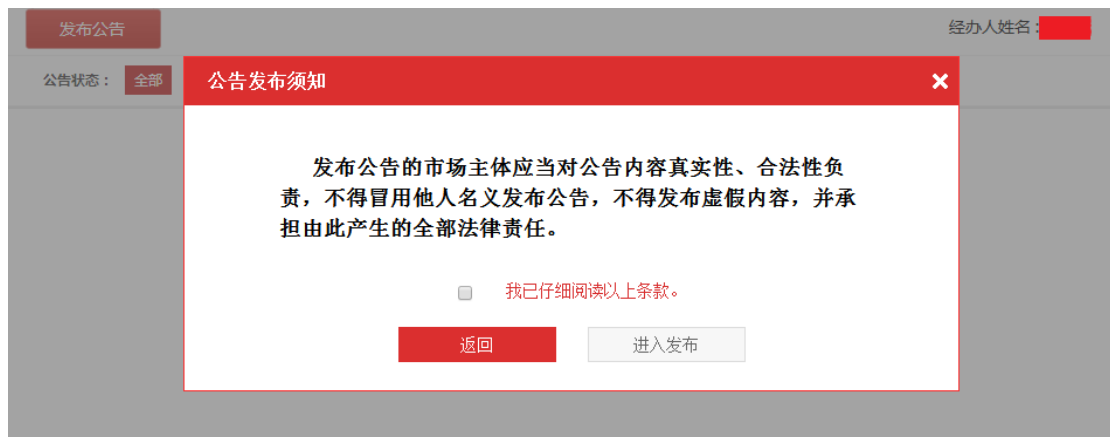 发布公告
经办人姓名：
公告状态： 全部
公告发布须知
发布公告的市场主体应当对公告内容真实性、合法性负
责，不得冒用他人名义发布公告，不得发布虚假内容，并承
担由此产生的全部法律责任。
我已仔细阅读以上条款。
返回 进入发布